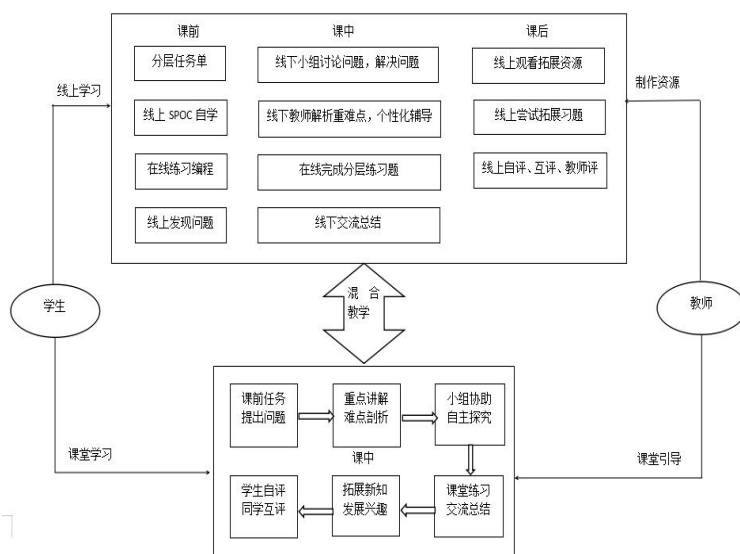 课前
课中
课后
分层任务单
线下小组讨论问题，解决问题
线上观看拓展资源
线上学习
制作资源
线上 SPOC 自学
线下教师解析重难点，个性化辅导
线上尝试拓展习题
在线练习编程
在线完成分层练习题
线上自评、互评、教师评
线上发现问题
线下交流总结
混 合
教学
学生
教师
课前任务
提出问题
重点讲解
难点剖析
小组协助
自主探究
课中
课堂学习
课堂引导
学生自评
同学互评
拓展新知
发展兴趣
课堂练习
交流总结